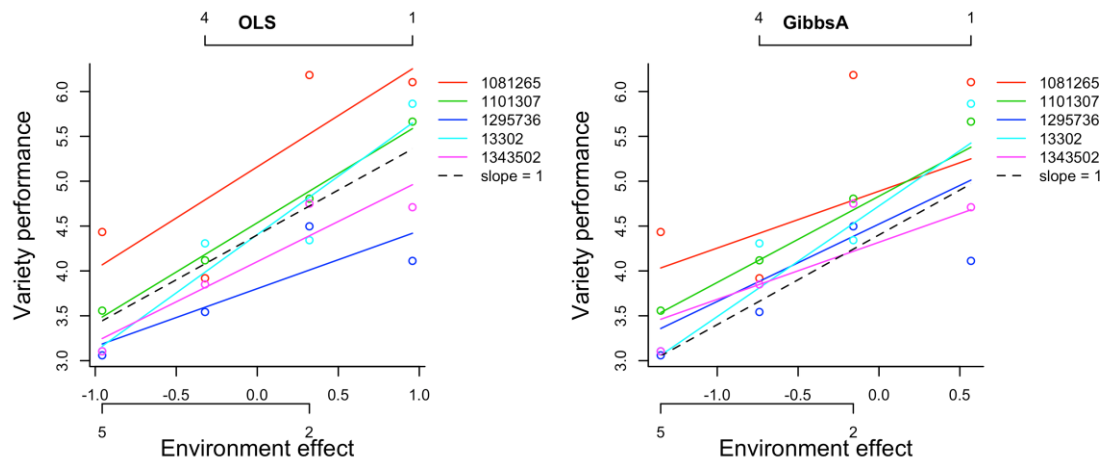 4 OLS 1
Variety performance
6.0
5.5
5.0
4.5
4.0
3.5
3.0
1081265
1101307
1295736
13302
1343502
slope = 1
-1.0 -0.5 0.0 0.5 1.0
5 2
Environment effect
4 GibbsA 1
Variety performance
6.0
5.5
5.0
4.5
4.0
3.5
3.0
1081265
1101307
1295736
13302
1343502
slope = 1
-1.0 -0.5 0.0 0.5
5 2
Environment effect